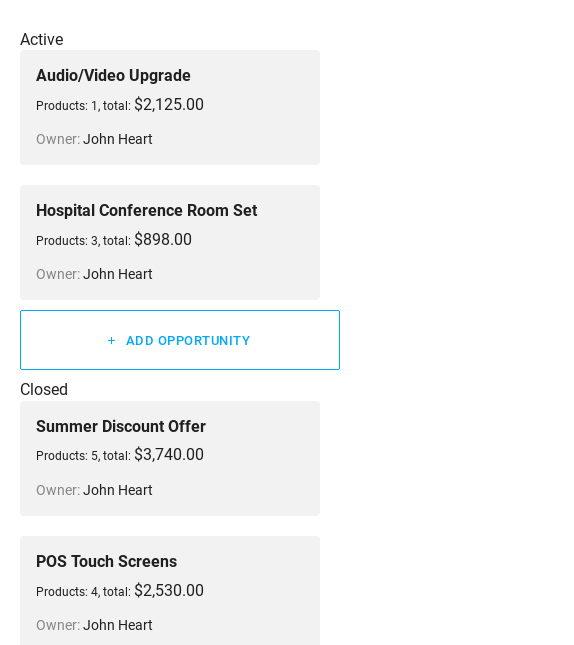 Active
Audio/Video Upgrade
Products: 1, total: $2,125.00
Owner: John Heart
Hospital Conference Room Set
Products: 3, total: $898.00
Owner: John Heart
+ ADD OPPORTUNITY
Closed
Summer Discount Offer
Products: 5, total: $3,740.00
Owner: John Heart
POS Touch Screens
Products: 4, total: $2,530.00
Owner: John Heart